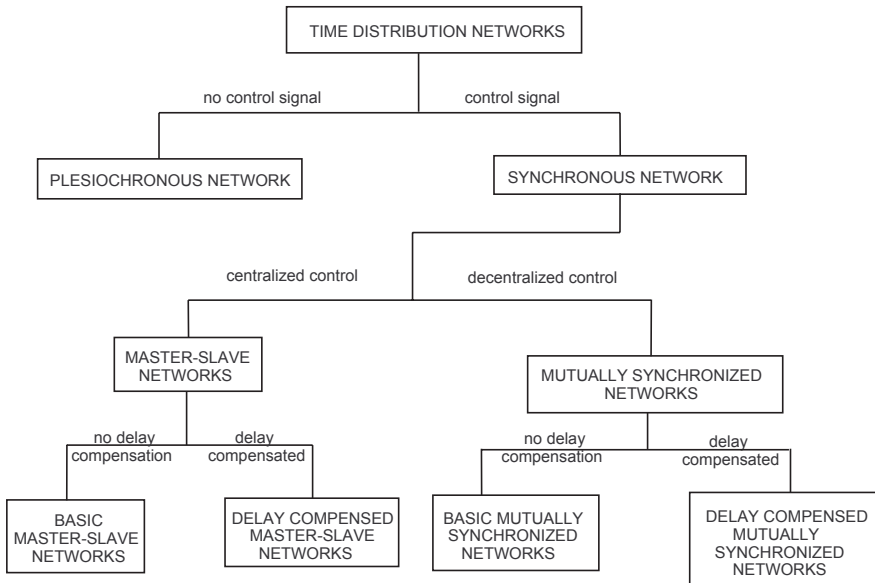 TIME DISTRIBUTION NETWORKS
no control signal
control signal
PLESIOCHRONOUS NETWORK
SYNCHRONOUS NETWORK
centralized control
decentralized control
MASTER-SLAVE
NETWORKS
MUTUALLY SYNCHRONIZED
NETWORKS
no delay
compensation
delay
compensated
no delay
compensation
delay
compensated
BASIC
MASTER-SLAVE
NETWORKS
DELAY COMPENSED
MASTER-SLAVE
NETWORKS
BASIC MUTUALLY
SYNCHRONIZED
NETWORKS
DELAY COMPENSED
MUTUALLY
SYNCHRONIZED
NETWORKS